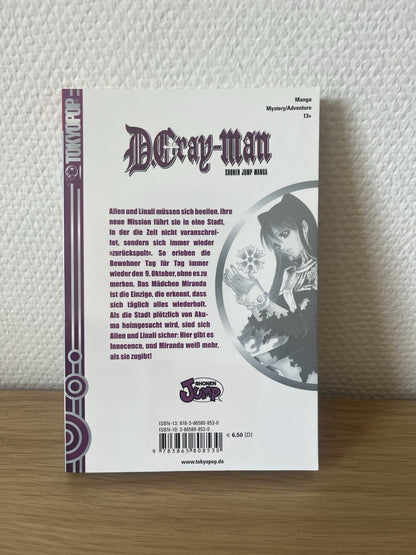 TOKYOPOP
Manga
Mystery/Adventure
13+
D.Gray-man
SHONEN JUMP MANGA
Allen und Linali müssen sich beeilen, Ihre
neue Mission führt sie in eine Stadt,
in der die Zeit nicht voranschrei-
tet, sondern sich immer wieder
»zurückspult«. So erleben die
Bewohner Tag für Tag immer
wieder den 9. Oktober, ohne es zu
merken. Das Mädchen Miranda
ist die Einzige, die erkennt, dass
sich täglich alles wiederholt.
Als die Stadt plötzlich von Aku-
ma heimgesucht wird, sind sich
Allen und Linali sicher: Hier gibt es
Innocence, und Miranda weiß mehr,
als sie zugibt!
SHONEN
JUMP
ISBN-13: 978-3-86580-853-0
ISBN-10: 3-86580-853-0
€ 6,50 [D]
9 783865 808530
www.tokyopop.de